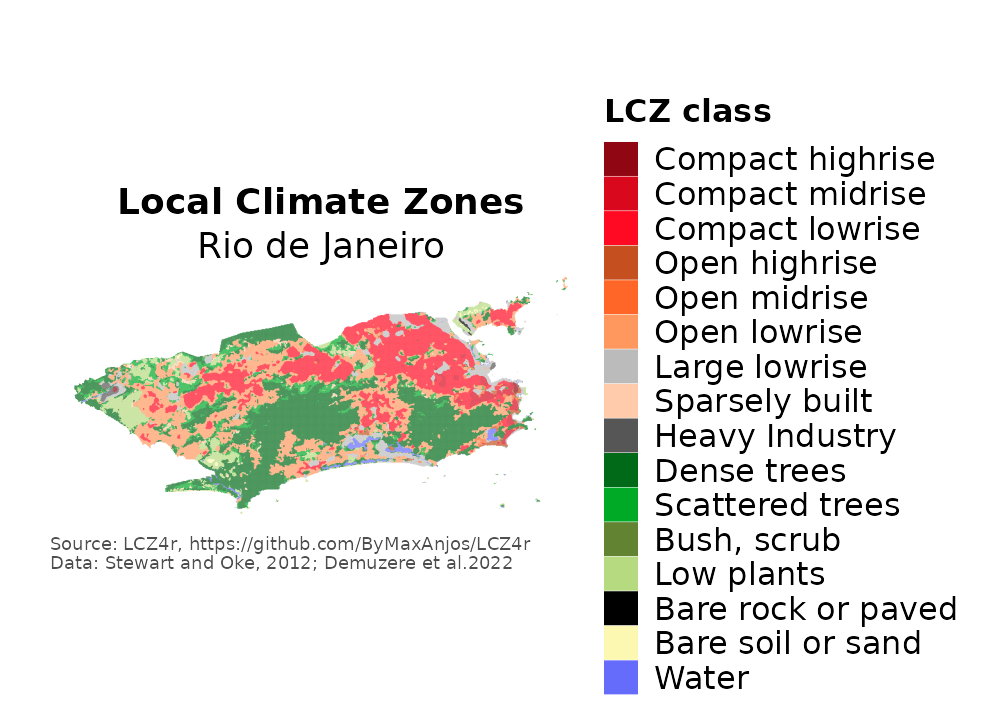 Local Climate Zones
Rio de Janeiro
Source: LCZ4r, https://github.com/ByMaxAnjos/LCZ4r
Data: Stewart and Oke, 2012; Demuzere et al.2022
LCZ class
Compact highrise
Compact midrise
Compact lowrise
Open highrise
Open midrise
Open lowrise
Large lowrise
Sparsely built
Heavy Industry
Dense trees
Scattered trees
Bush, scrub
Low plants
Bare rock or paved
Bare soil or sand
Water